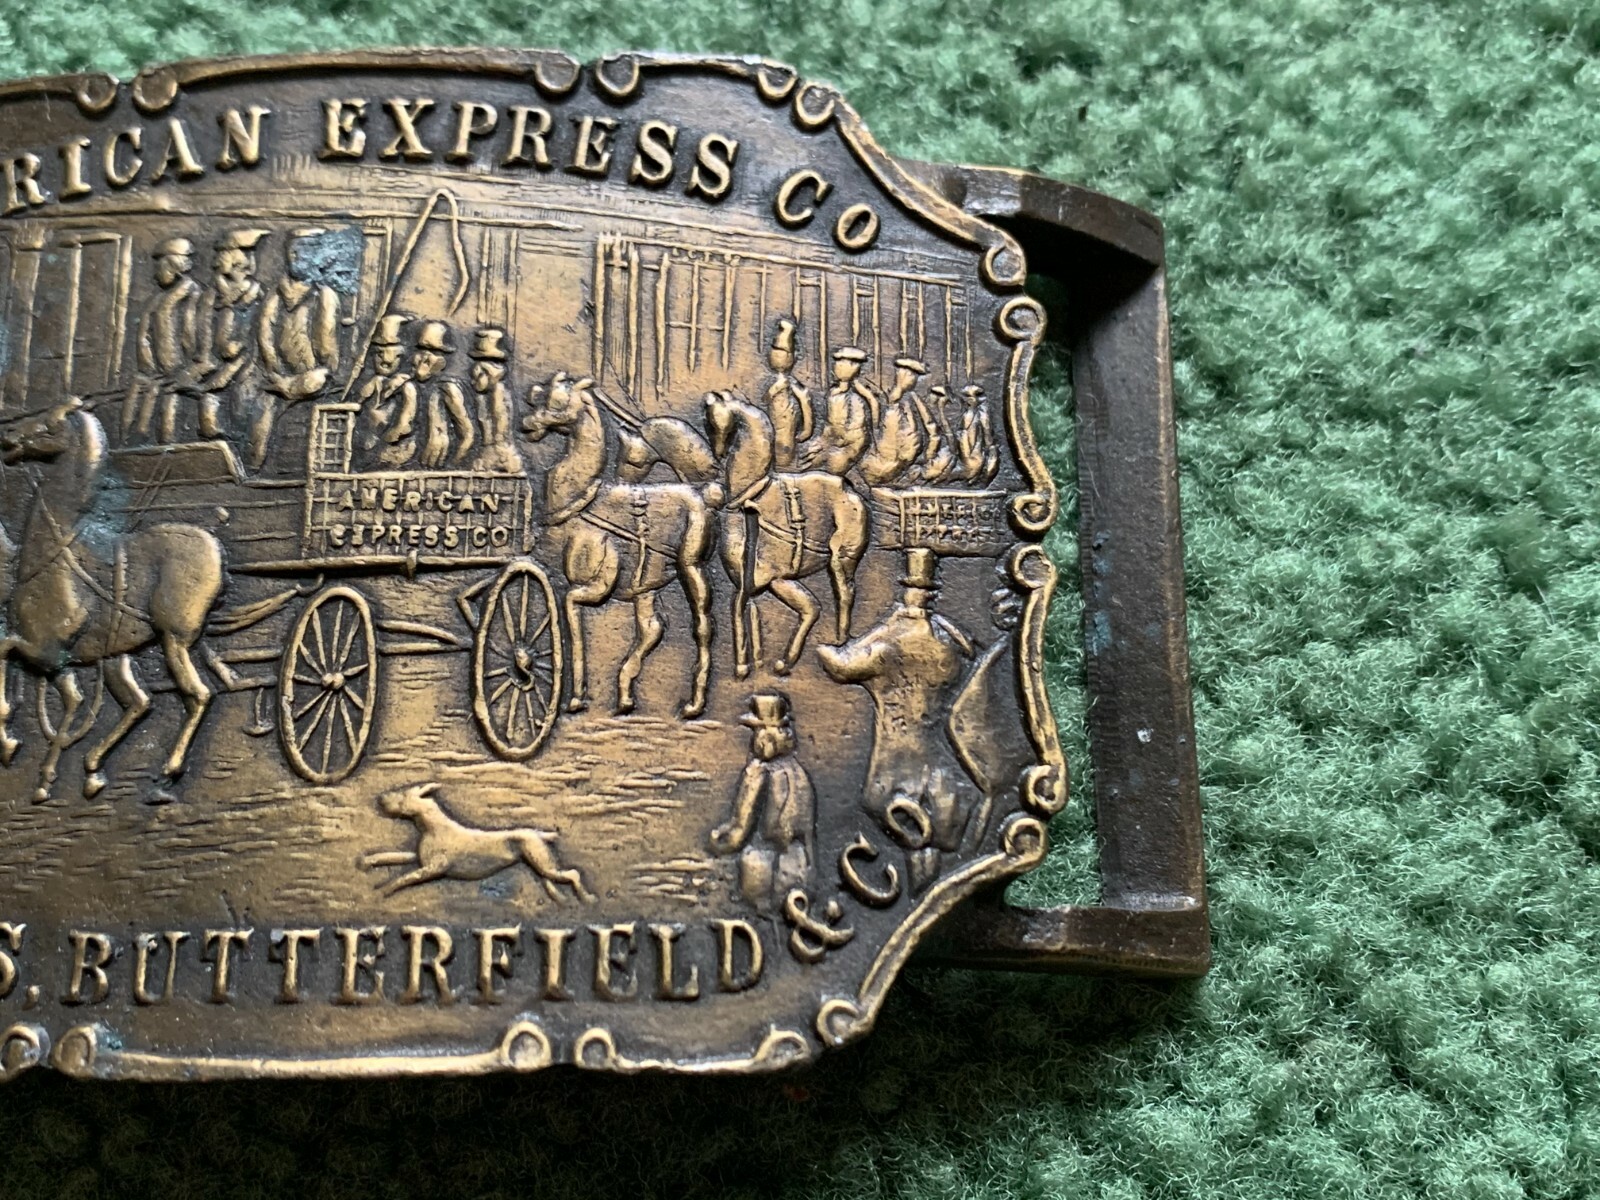 RICAN EXPRESS CO
AMERICAN
EXPRESS CO
S. BUTTERFIELD & CO